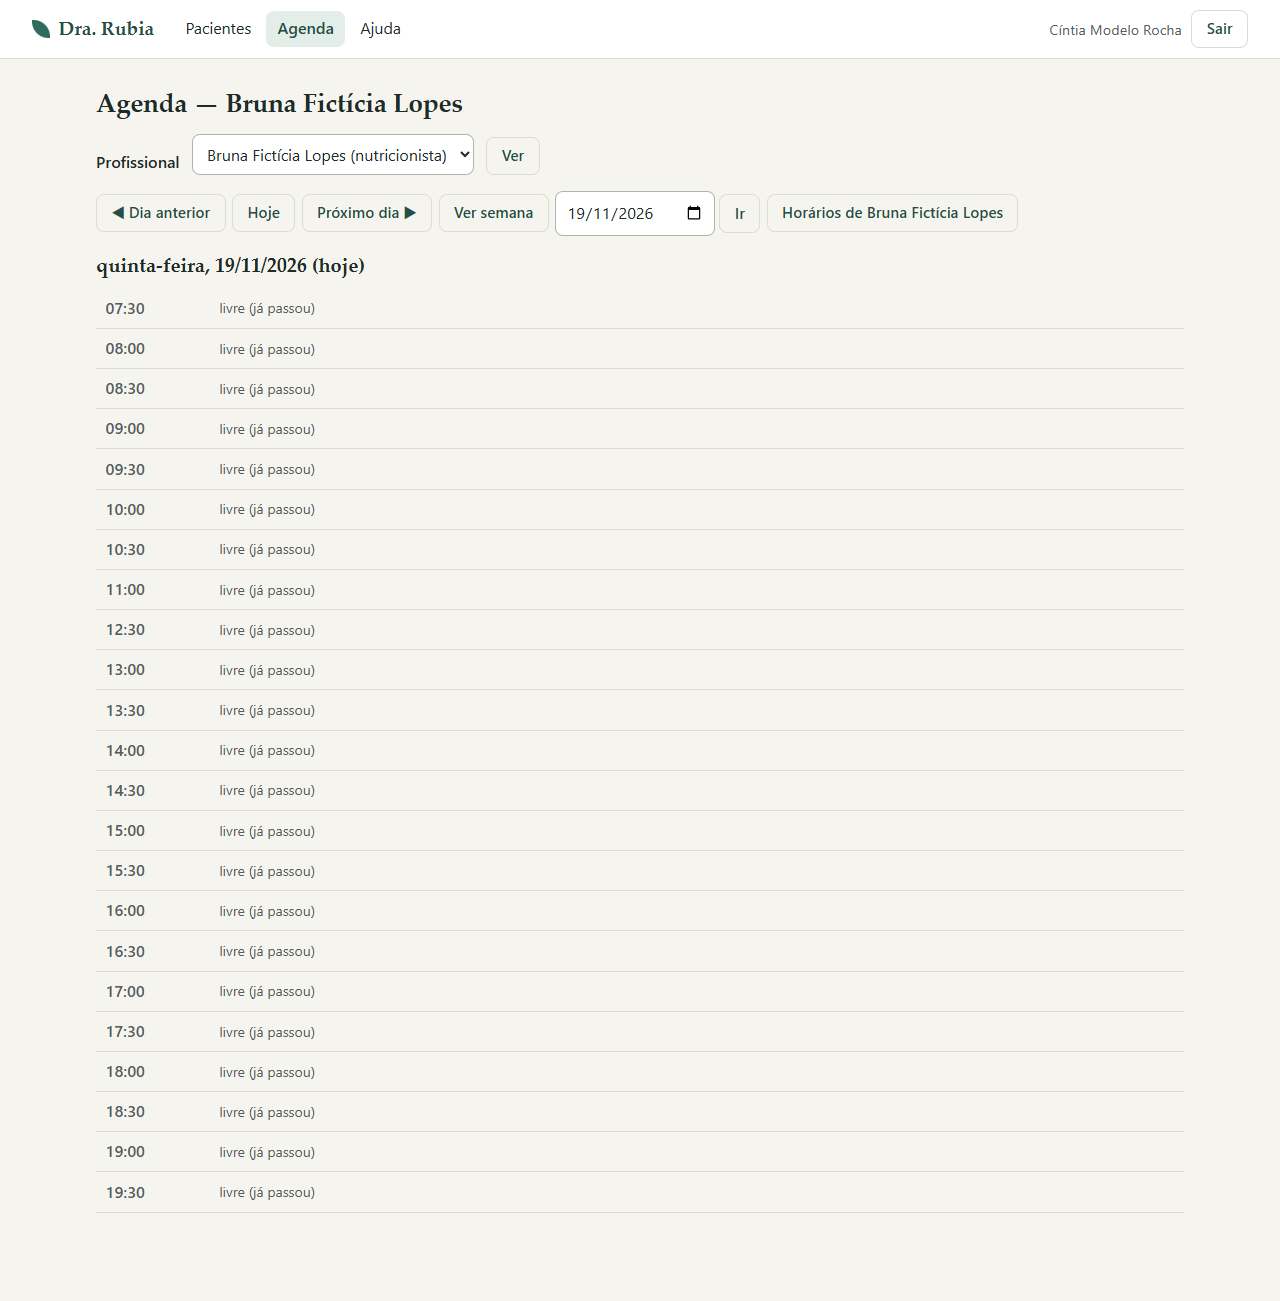 Dra. Rubia Pacientes Agenda Ajuda Cíntia Modelo Rocha Sair
Agenda — Bruna Fictícia Lopes
Profissional Bruna Fictícia Lopes (nutricionista) Ver
◀ Dia anterior Hoje Próximo dia ▶ Ver semana 19/11/2026 Ir Horários de Bruna Fictícia Lopes
quinta-feira, 19/11/2026 (hoje)
07:30 livre (já passou)
08:00 livre (já passou)
08:30 livre (já passou)
09:00 livre (já passou)
09:30 livre (já passou)
10:00 livre (já passou)
10:30 livre (já passou)
11:00 livre (já passou)
12:30 livre (já passou)
13:00 livre (já passou)
13:30 livre (já passou)
14:00 livre (já passou)
14:30 livre (já passou)
15:00 livre (já passou)
15:30 livre (já passou)
16:00 livre (já passou)
16:30 livre (já passou)
17:00 livre (já passou)
17:30 livre (já passou)
18:00 livre (já passou)
18:30 livre (já passou)
19:00 livre (já passou)
19:30 livre (já passou)